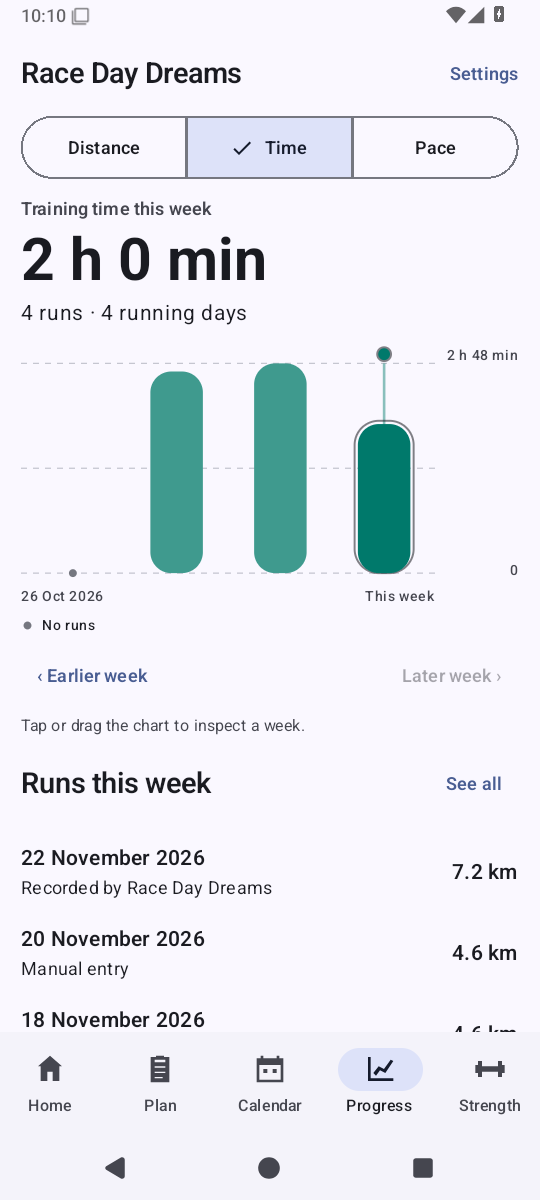 10:10
Race Day Dreams
Settings
Distance
Time
Pace
Training time this week
2 h 0 min
4 runs · 4 running days
2 h 48 min
0
26 Oct 2026
This week
No runs
‹ Earlier week
Later week ›
Tap or drag the chart to inspect a week.
Runs this week
See all
22 November 2026
Recorded by Race Day Dreams
7.2 km
20 November 2026
Manual entry
4.6 km
18 November 2026
4.6 km
Home
Plan
Calendar
Progress
Strength